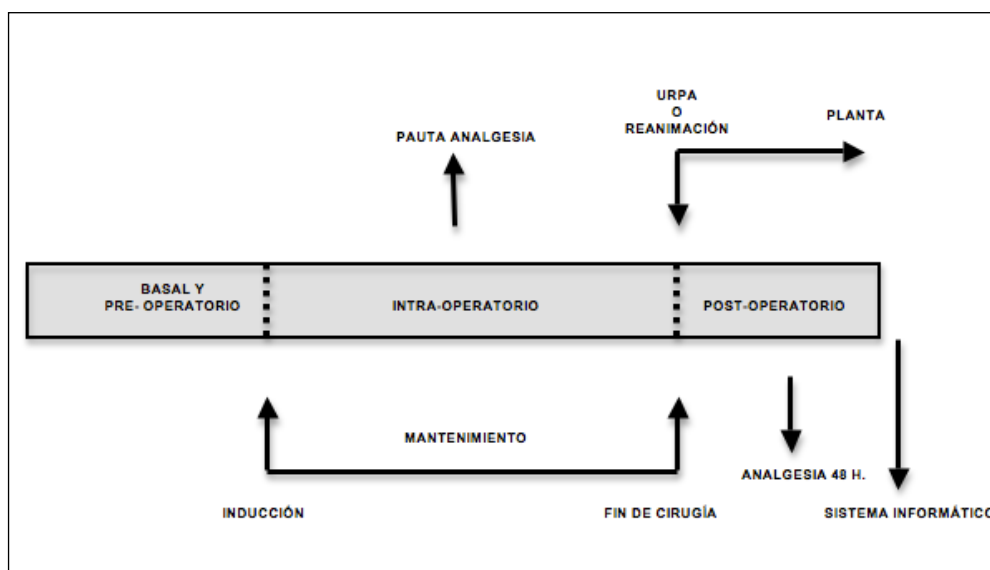 URPA
O
REANIMACIÓN
PLANTA
PAUTA ANALGESIA
BASAL Y
PRE- OPERATORIO
INTRA-OPERATORIO
POST-OPERATORIO
MANTENIMIENTO
ANALGESIA 48 H.
INDUCCIÓN
FIN DE CIRUGÍA
SISTEMA INFORMÁTICO